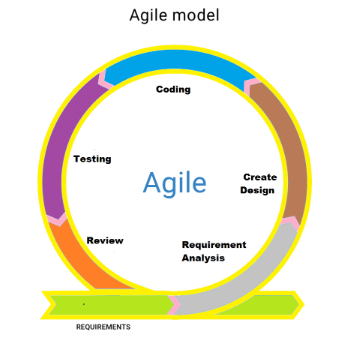 Agile model
Coding
Testing
Agile
Create
Design
Review
Requirement
Analysis
REQUIREMENTS